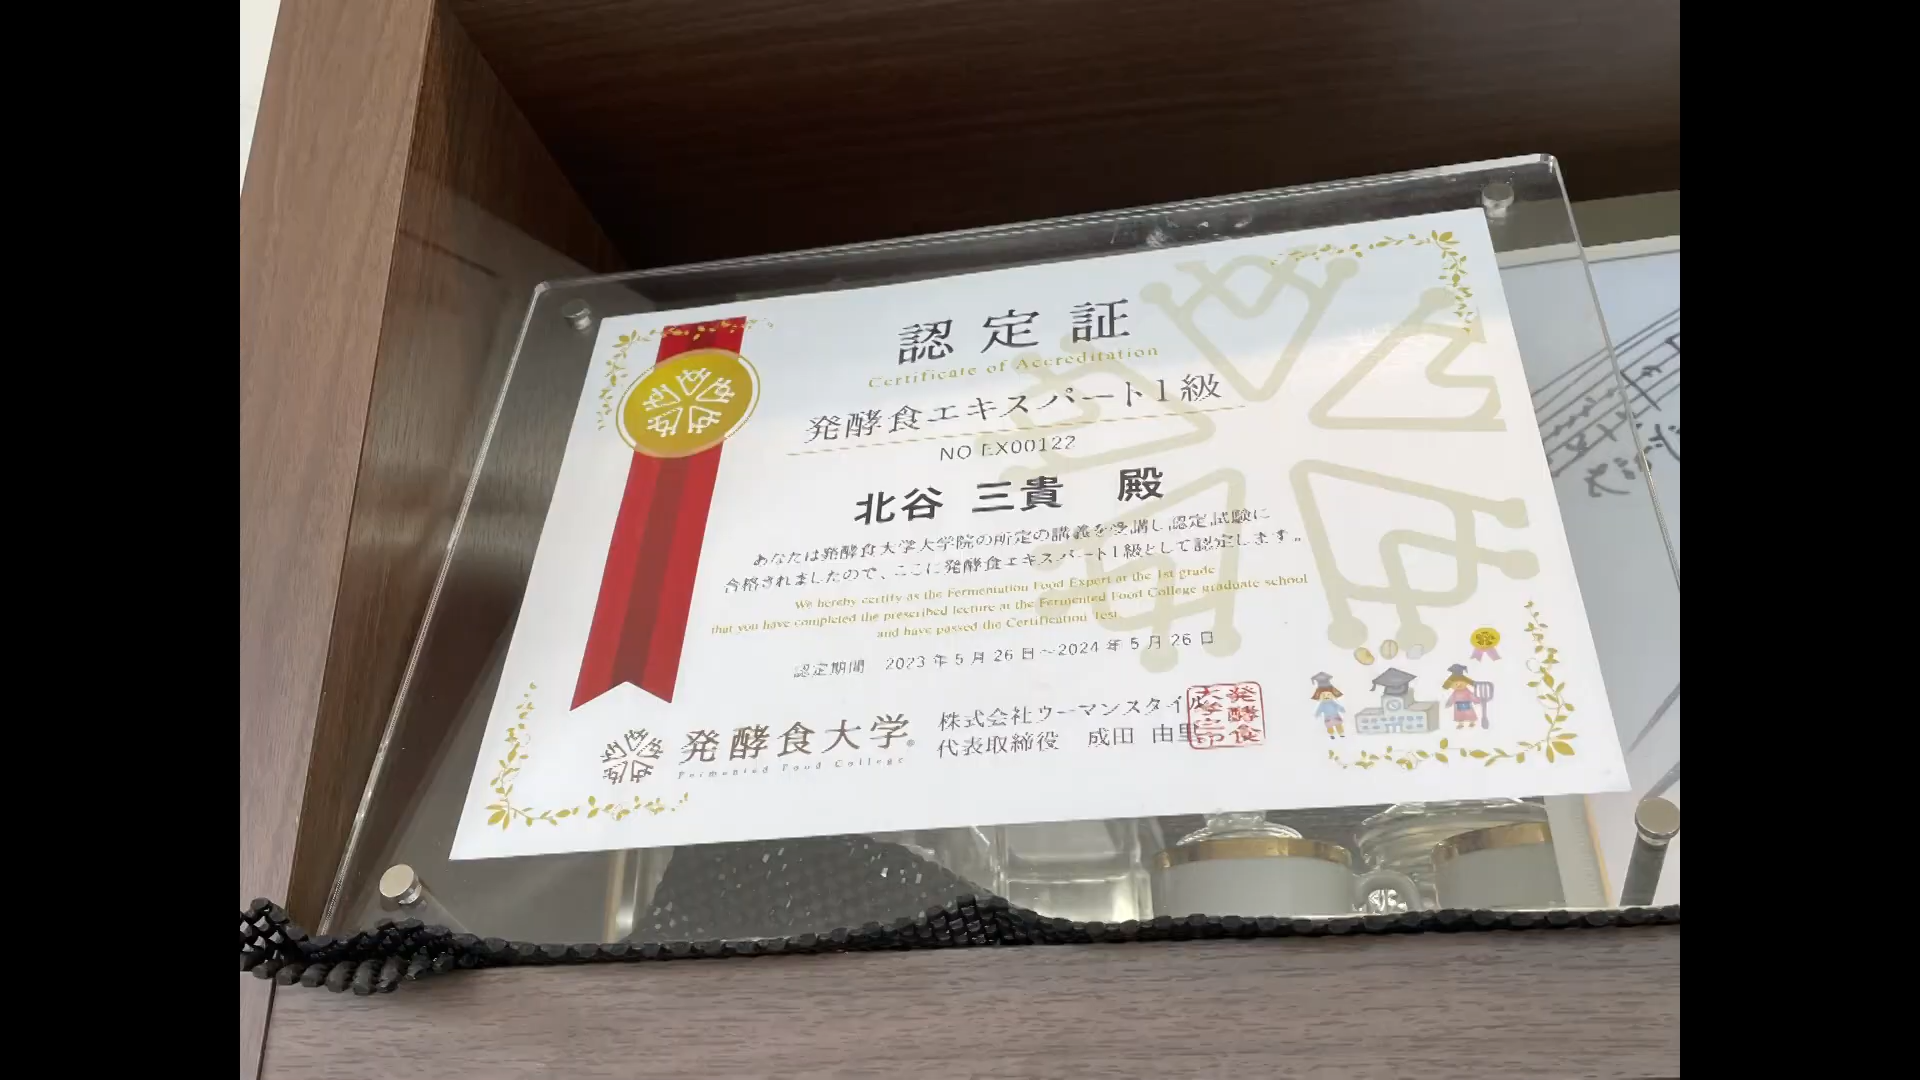 認定証
Certificate of Accreditation
発酵食エキスパート1級
NO EX00122
北谷 三貴 殿
あなたは発酵食大学大学院の所定の講義を受講し認定試験に
合格されましたので、ここに発酵食エキスパート1級として認定します。
We hereby certify as the Fermentation Food Expert at the 1st grade
that you have completed the prescribed lecture at the Fermented Food College graduate school
and have passed the Certification Test
認定期間 2023年5月26日~2024年5月26日
発酵食大学®
Fermented Food College
株式会社ウーマンスタイル
代表取締役 成田 由里
発酵食
大学